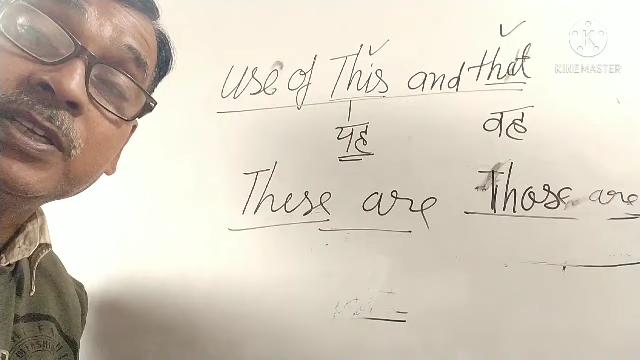 KINEMASTER
use of This and that
यह वह
These are Those are